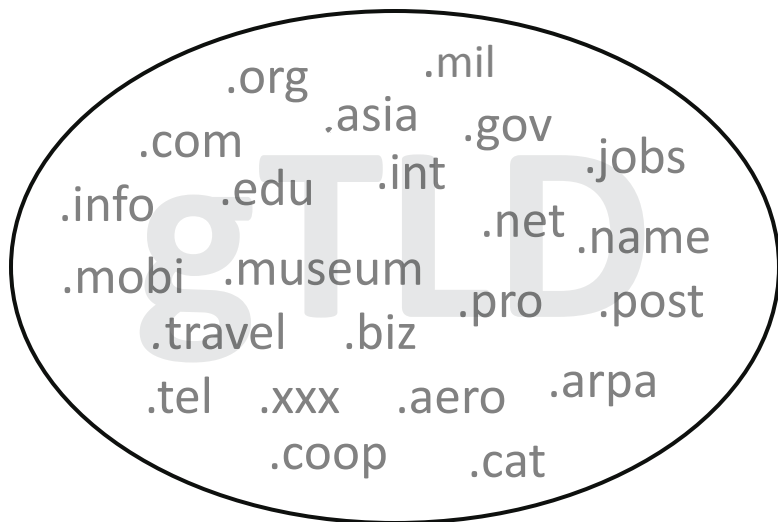 .org .mil
.asia
.com .gov
.jobs
.edu .int
.info
gTLD
.net .name
.mobi .museum
.pro .post
.travel .biz
.arpa
.tel .xxx .aero
.coop .cat